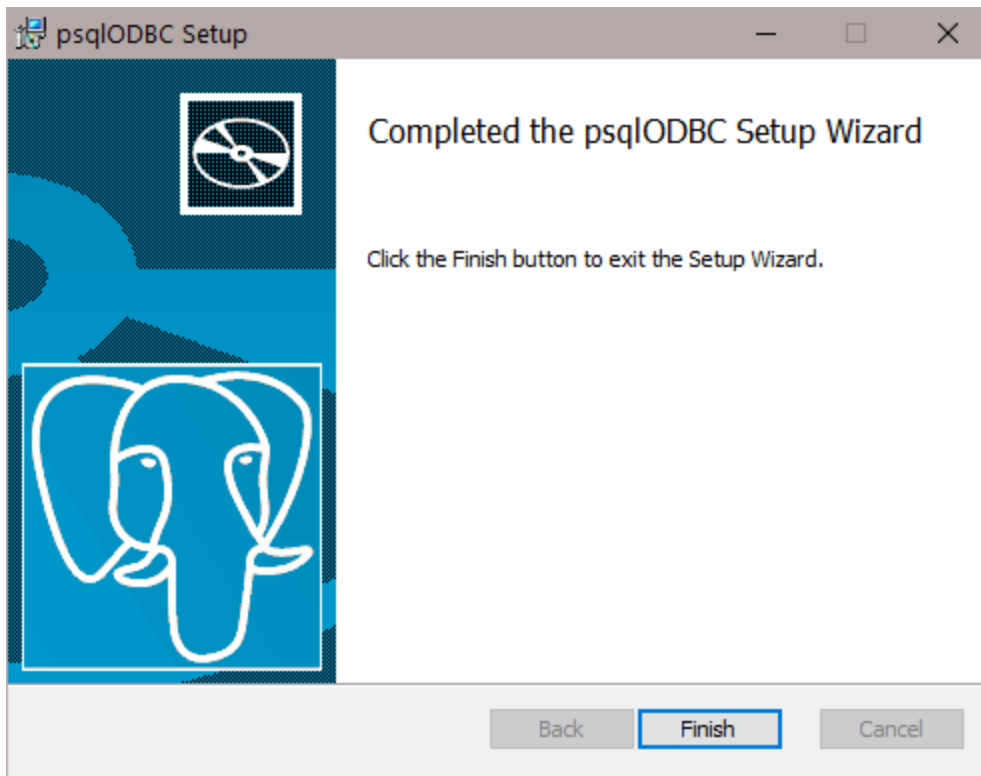 psqlODBC Setup
Completed the psqlODBC Setup Wizard
Click the Finish button to exit the Setup Wizard.
Back
Finish
Cancel